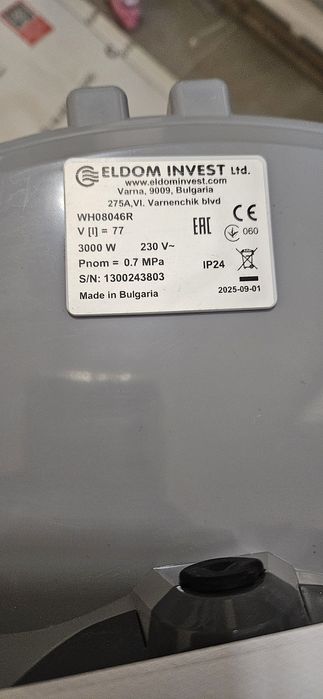 ELDOM INVEST Ltd.
www.eldominvest.com
Varna, 9009, Bulgaria
275A,Vl. Varnenchik blvd
WH08046R
V [l] = 77
3000 W 230 V~
Pnom = 0.7 MPa
S/N: 1300243803
Made in Bulgaria
EAC
CE
060
IP24
2025-09-01